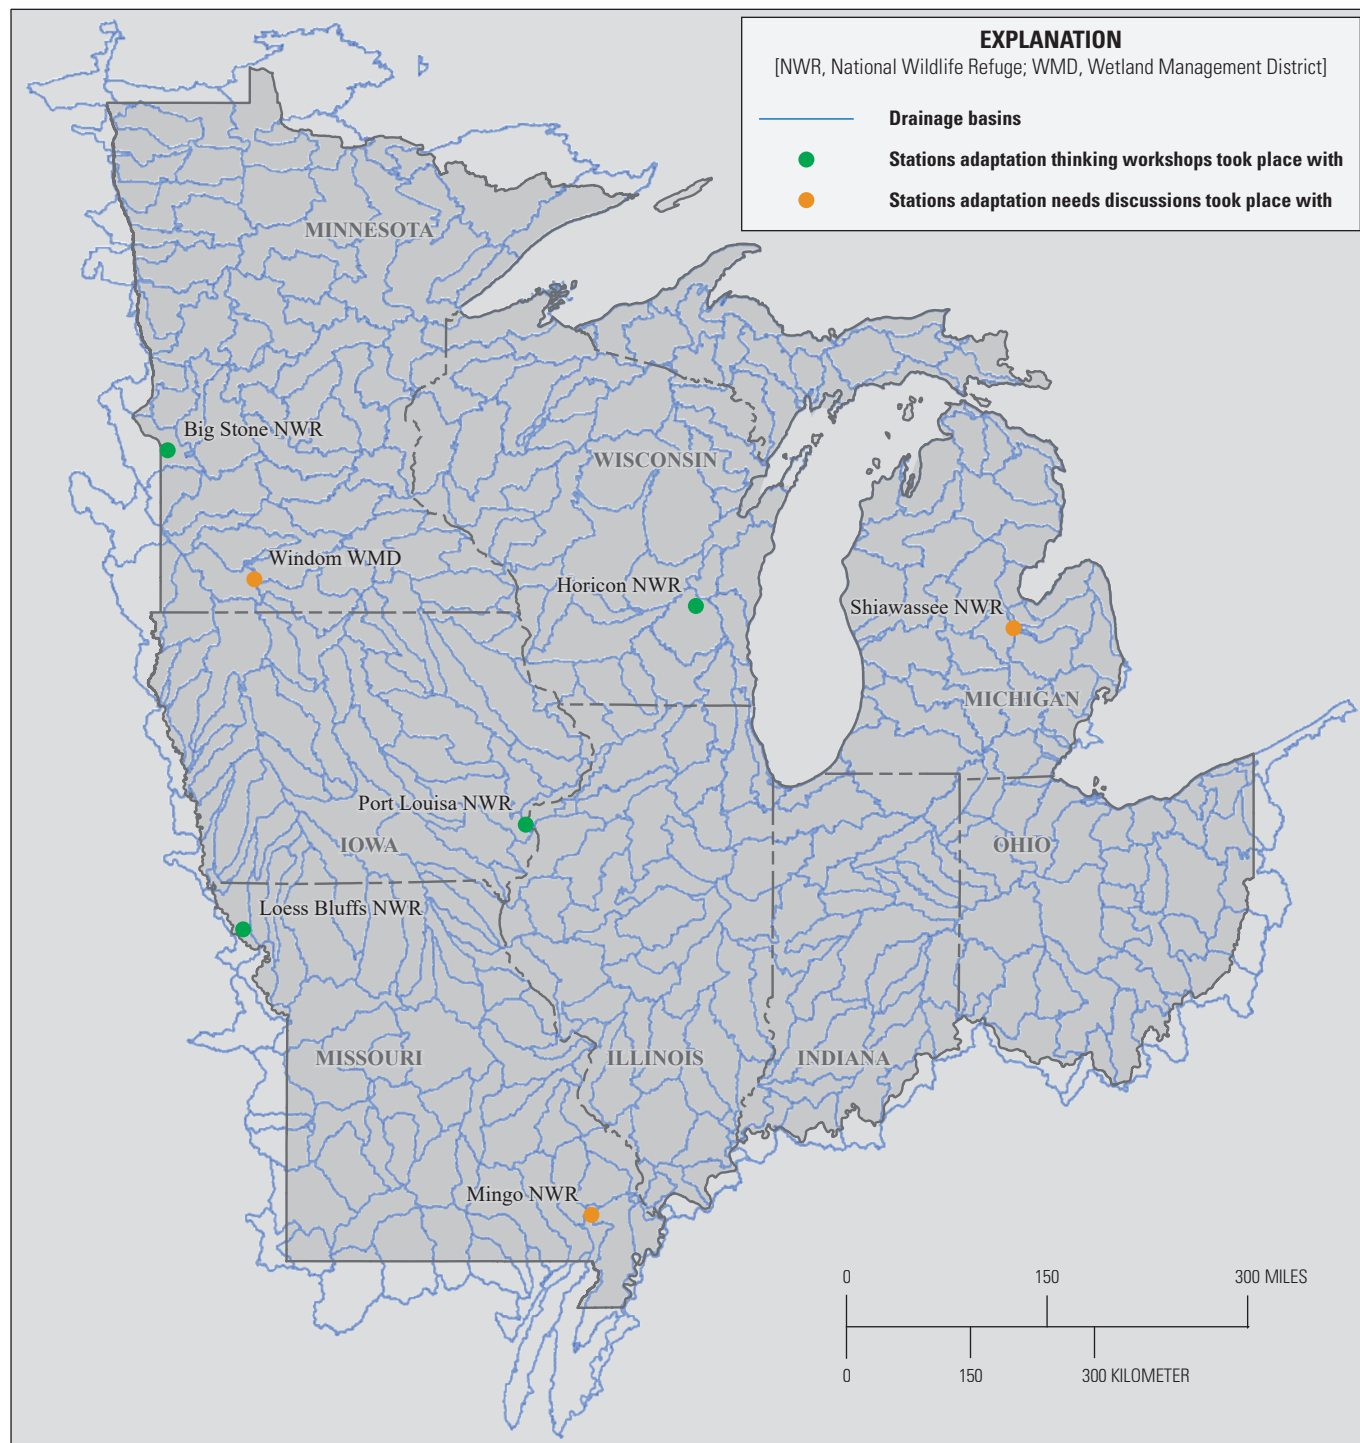 EXPLANATION
[NWR, National Wildlife Refuge; WMD, Wetland Management District]
Drainage basins
Stations adaptation thinking workshops took place with
Stations adaptation needs discussions took place with
MINNESOTA
Big Stone NWR
WISCONSIN
Windom WMD
Horicon NWR
Shiawassee NWR
MICHIGAN
Port Louisa NWR
IOWA
OHIO
Loess Bluffs NWR
MISSOURI
ILLINOIS
INDIANA
Mingo NWR
0 150 300 MILES
0 150 300 KILOMETER